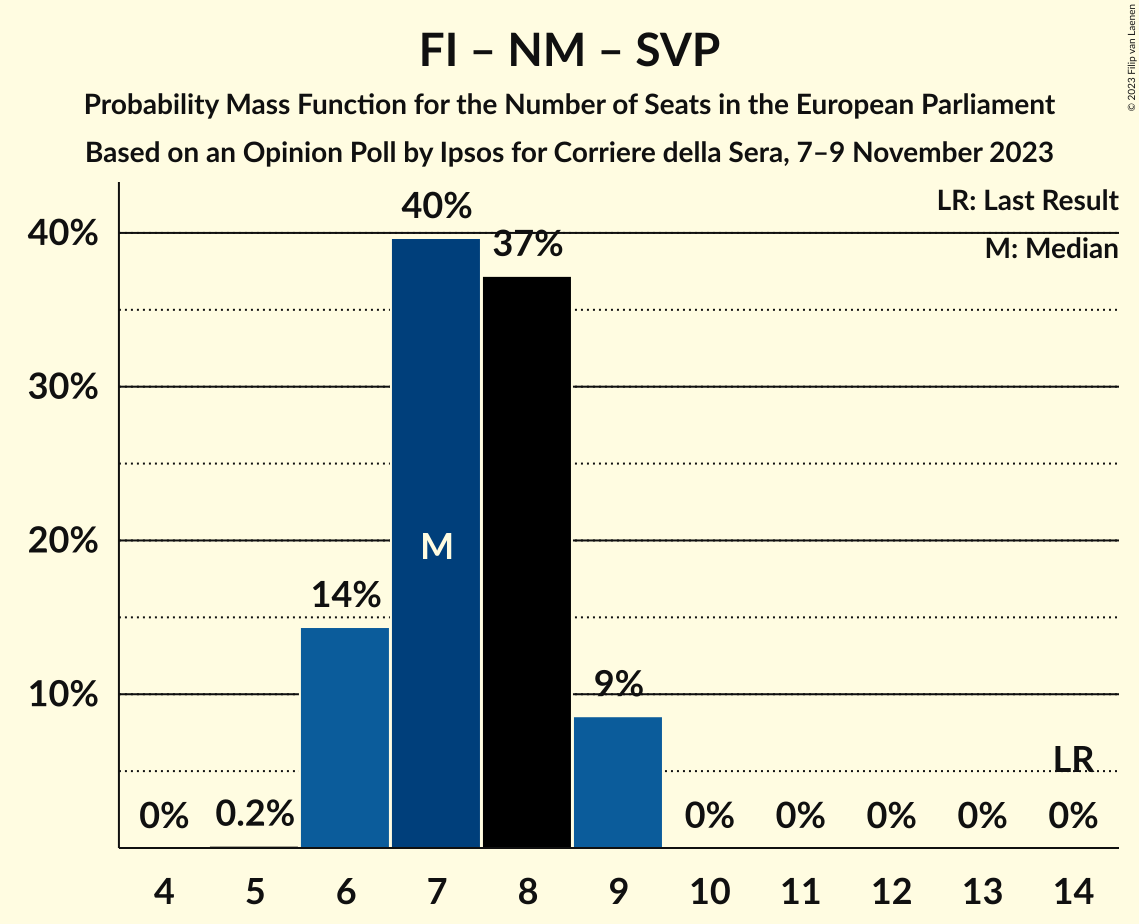 FI – NM – SVP
Probability Mass Function for the Number of Seats in the European Parliament
Based on an Opinion Poll by Ipsos for Corriere della Sera, 7–9 November 2023
© 2023 Filip van Laenen
LR: Last Result
M: Median
40%
30%
20%
10%
0%
0.2%
14%
40%
M
37%
9%
0%
0%
0%
0%
LR
0%
4 5 6 7 8 9 10 11 12 13 14